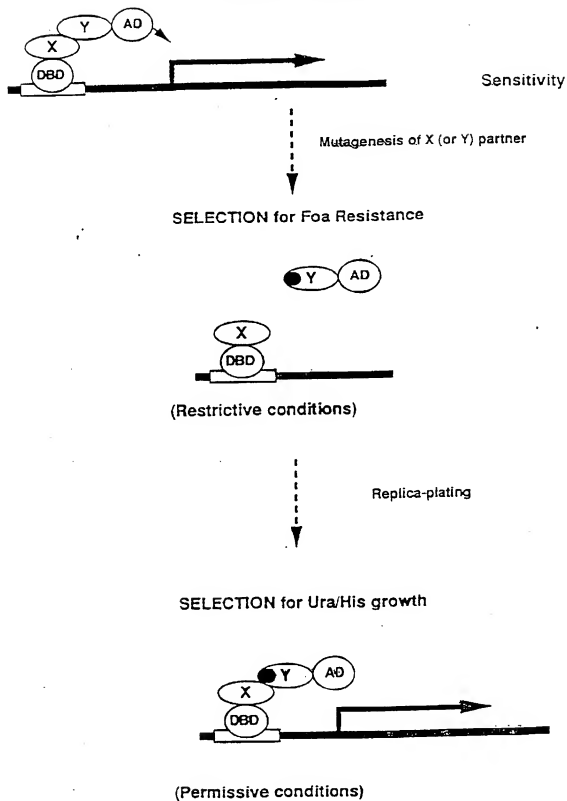 Y AD
X
DBD
Sensitivity
Mutagenesis of X (or Y) partner
SELECTION for Foa Resistance
Y AD
X
DBD
(Restrictive conditions)
Replica-plating
SELECTION for Ura/His growth
Y AD
X
DBD
(Permissive conditions)